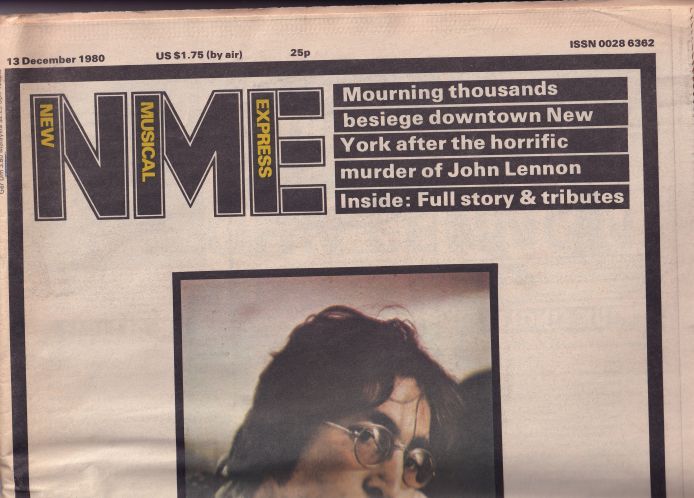 13 December 1980
US $1.75 (by air)
25p
ISSN 0028 6362
NME
NEW
MUSICAL
EXPRESS
Mourning thousands
besiege downtown New
York after the horrific
murder of John Lennon
Inside: Full story & tributes